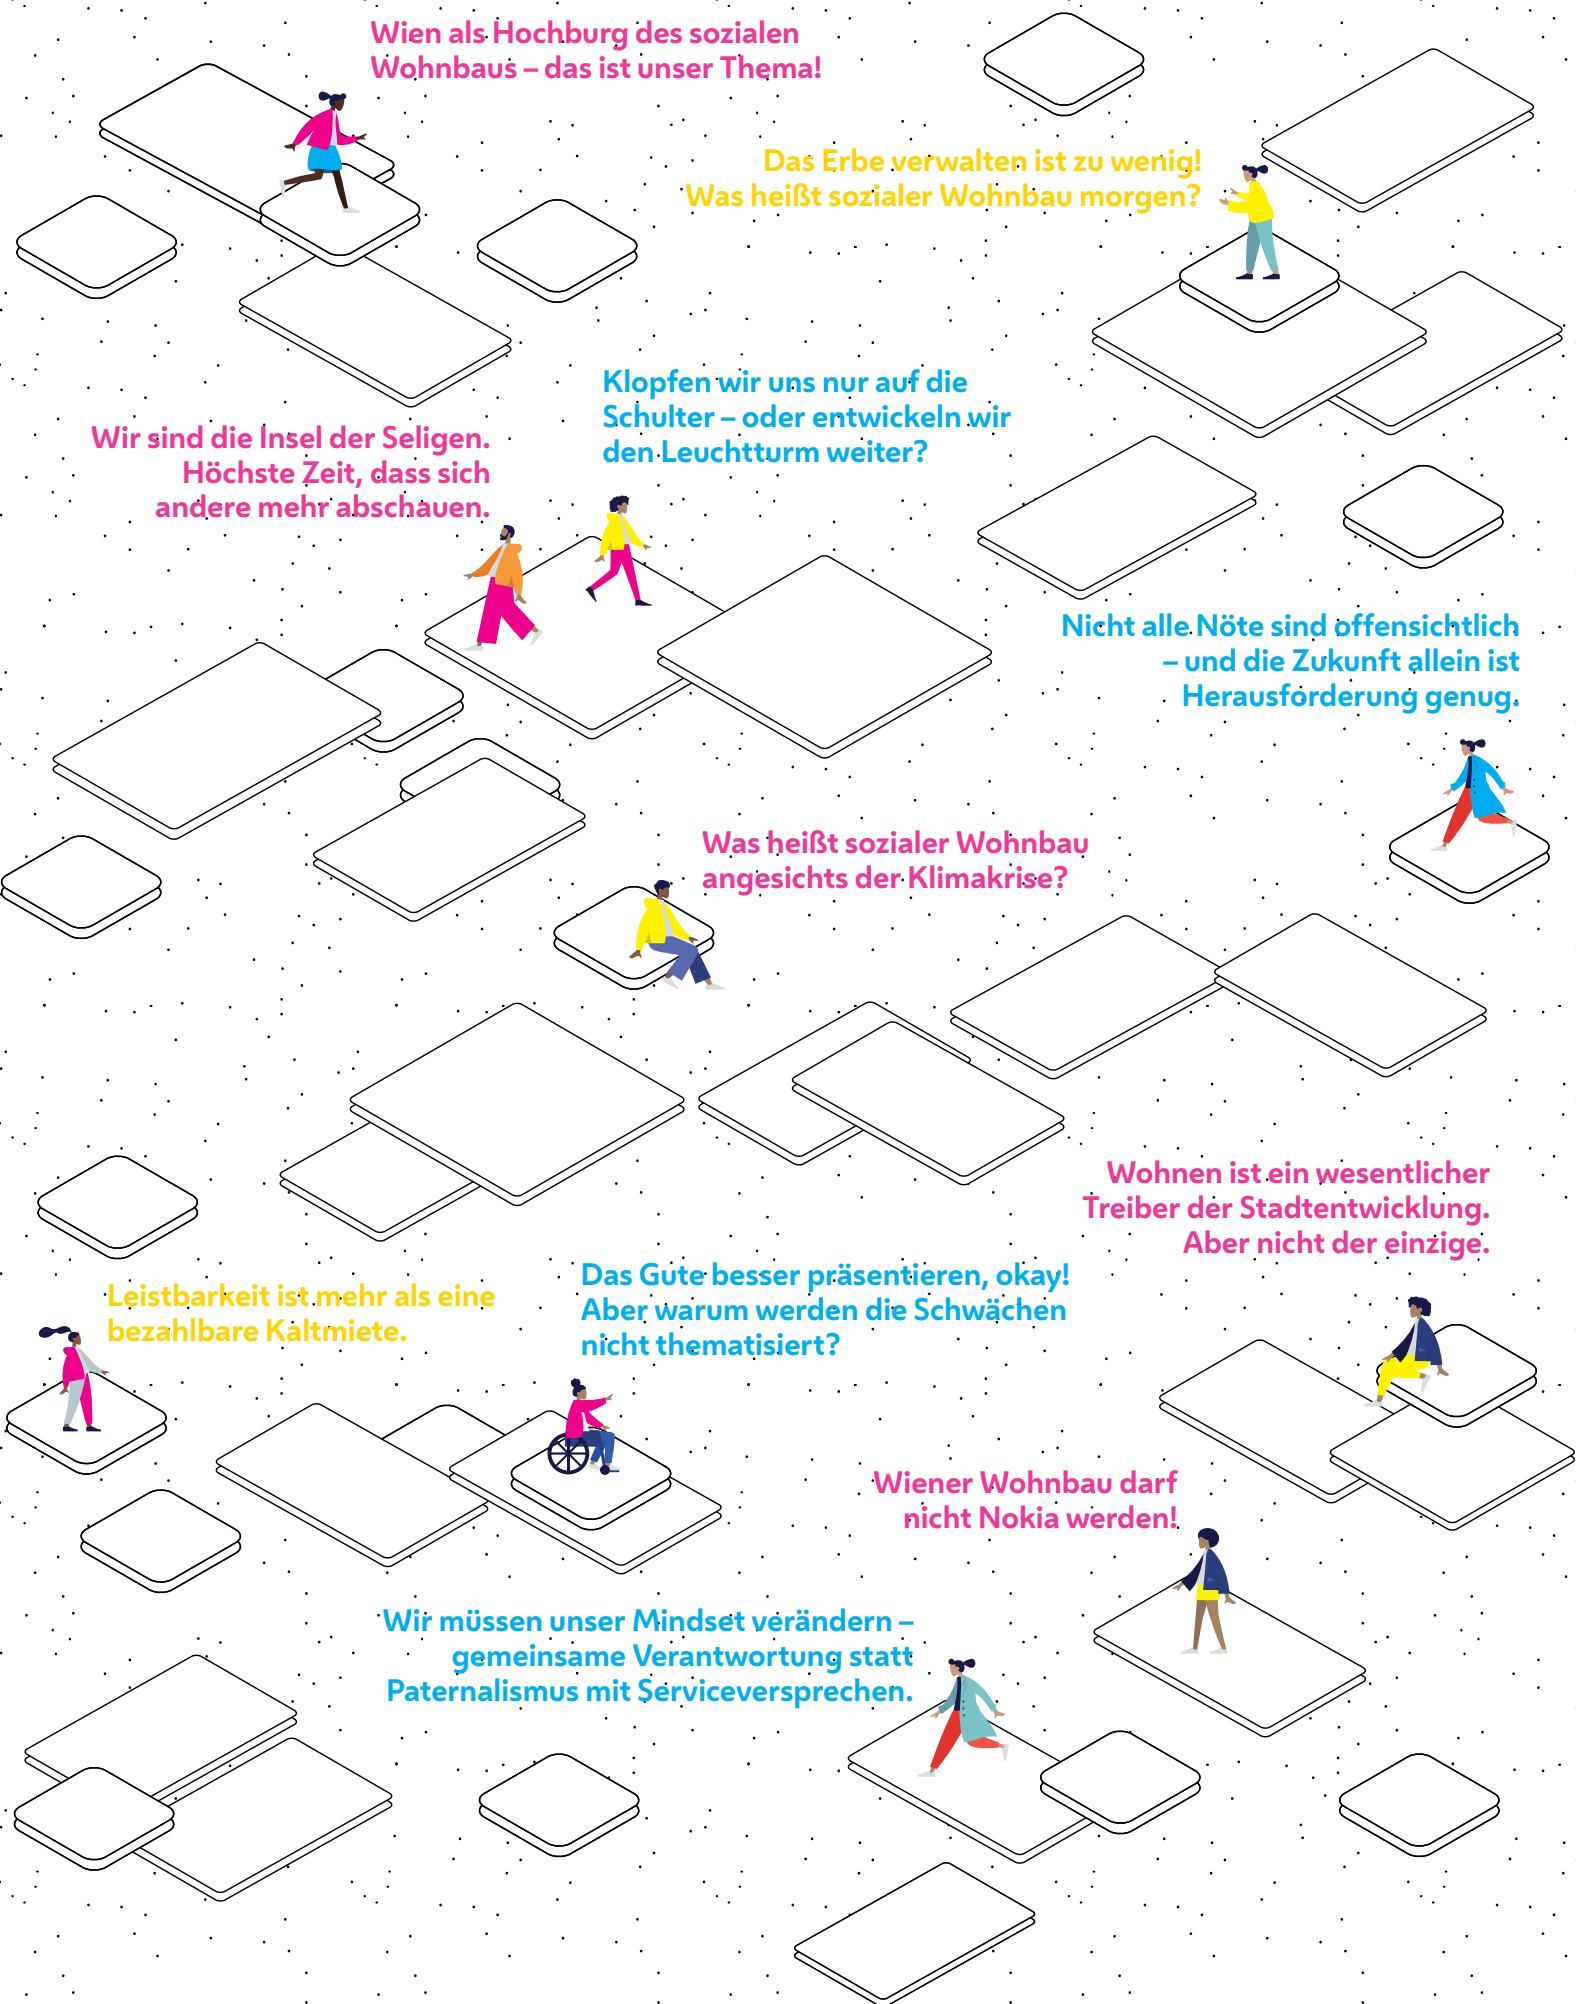 Wien als Hochburg des sozialen
Wohnbaus – das ist unser Thema!
Das Erbe verwalten ist zu wenig!
Was heißt sozialer Wohnbau morgen?
Klopfen wir uns nur auf die
Schulter – oder entwickeln wir
den Leuchtturm weiter?
Wir sind die Insel der Seligen.
Höchste Zeit, dass sich
andere mehr abschauen.
Nicht alle Nöte sind offensichtlich
– und die Zukunft allein ist
Herausforderung genug.
Was heißt sozialer Wohnbau
angesichts der Klimakrise?
Wohnen ist ein wesentlicher
Treiber der Stadtentwicklung.
Aber nicht der einzige.
Das Gute besser präsentieren, okay!
Aber warum werden die Schwächen
nicht thematisiert?
Leistbarkeit ist mehr als eine
bezahlbare Kaltmiete.
Wiener Wohnbau darf
nicht Nokia werden!
Wir müssen unser Mindset verändern –
gemeinsame Verantwortung statt
Paternalismus mit Serviceversprechen.